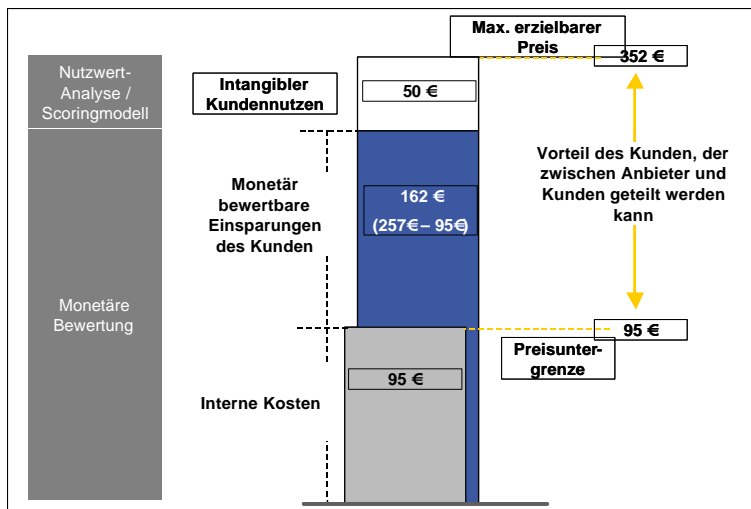 Max. erzielbarer
Preis
352 €
Nutzwert-
Analyse /
Scoringmodell
Intangibler
Kundennutzen
50 €
Vorteil des Kunden, der
zwischen Anbieter und
Kunden geteilt werden
kann
Monetär
bewertbare
Einsparungen
des Kunden
162 €
(257€ – 95€)
Monetäre
Bewertung
95 €
Preisunter-
grenze
95 €
Interne Kosten